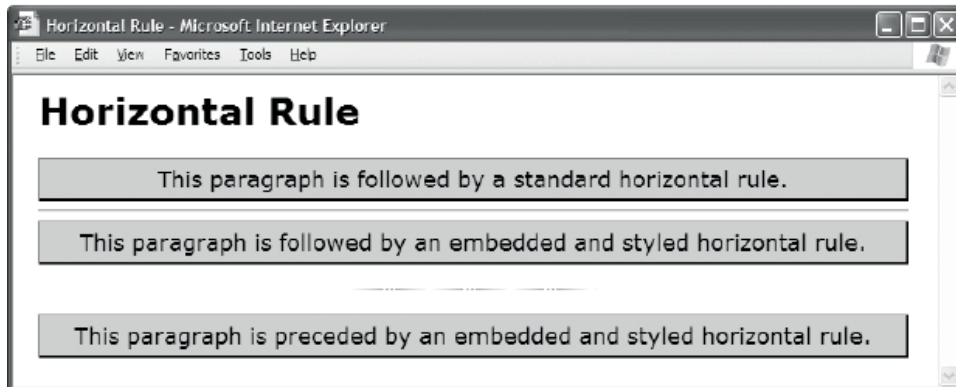 Horizontal Rule - Microsoft Internet Explorer
File Edit View Favorites Tools Help
Horizontal Rule
This paragraph is followed by a standard horizontal rule.
This paragraph is followed by an embedded and styled horizontal rule.
This paragraph is preceded by an embedded and styled horizontal rule.